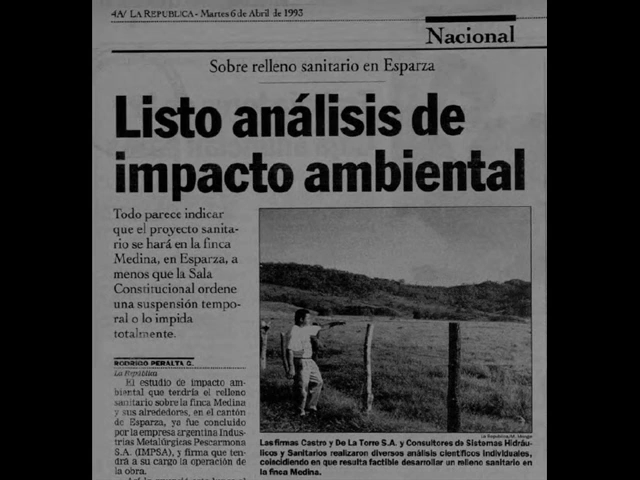 4A/ LA REPUBLICA - Martes 6 de Abril de 1993
Nacional
Sobre relleno sanitario en Esparza
Listo análisis de
impacto ambiental
Todo parece indicar
que el proyecto sanita-
rio se hará en la finca
Medina, en Esparza, a
menos que la Sala
Constitucional ordene
una suspensión tempo-
ral o lo impida
totalmente.
RODRIGO PERALTA G.
La República
El estudio de impacto am-
biental que tendría el relleno
sanitario sobre la finca Medina
y sus alrededores, en el cantón
de Esparza, ya fue concluido
por la empresa argentina Indus-
trias Metalúrgicas Pescarmona
S.A. (IMPSA), y firma que ten-
drá a su cargo la operación de
la obra.
La República/M.
Las firmas Castro y De La Torre S.A. y Consultores de Sistemas Hidráu-
licos y Sanitarios realizaron diversos análisis científicos individuales,
coincidiendo en que resulta factible desarrollar un relleno sanitario en
la finca Medina.